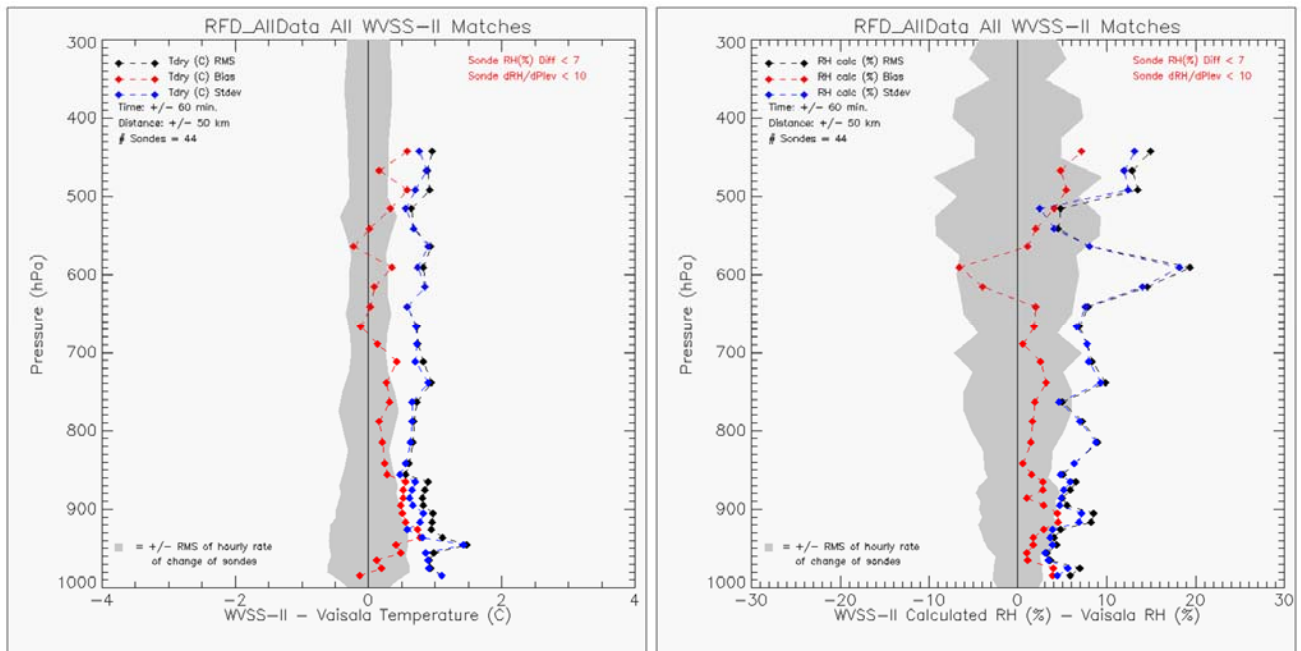 RFD_AllData All WVSS-II Matches
Tdry (C) RMS
Tdry (C) Bias
Tdry (C) Stdev
Time: +/- 60 min.
Distance: +/- 50 km
# Sondes = 44
Sonde RH(%) Diff < 7
Sonde dRH/dPlev < 10
Pressure (hPa)
300
400
500
600
700
800
900
1000
= +/- RMS of hourly rate
of change of sondes
-4
-2
0
2
4
WVSS-II - Vaisala Temperature (C)
RFD_AllData All WVSS-II Matches
RH calc (%) RMS
RH calc (%) Bias
RH calc (%) Stdev
Time: +/- 60 min.
Distance: +/- 50 km
# Sondes = 44
Sonde RH(%) Diff < 7
Sonde dRH/dPlev < 10
Pressure (hPa)
300
400
500
600
700
800
900
1000
= +/- RMS of hourly rate
of change of sondes
-30
-20
-10
0
10
20
30
WVSS-II Calculated RH (%) - Vaisala RH (%)